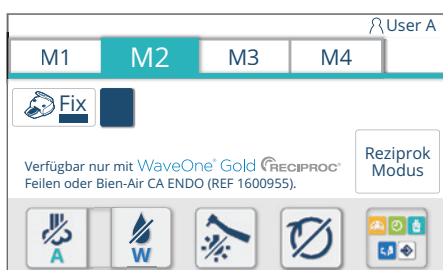 User A
M1 M2 M3 M4
Fix
Reziprok
Modus
Verfügbar nur mit WaveOne® Gold RECIPROC®
Feilen oder Bien-Air CA ENDO (REF 1600955).
A W